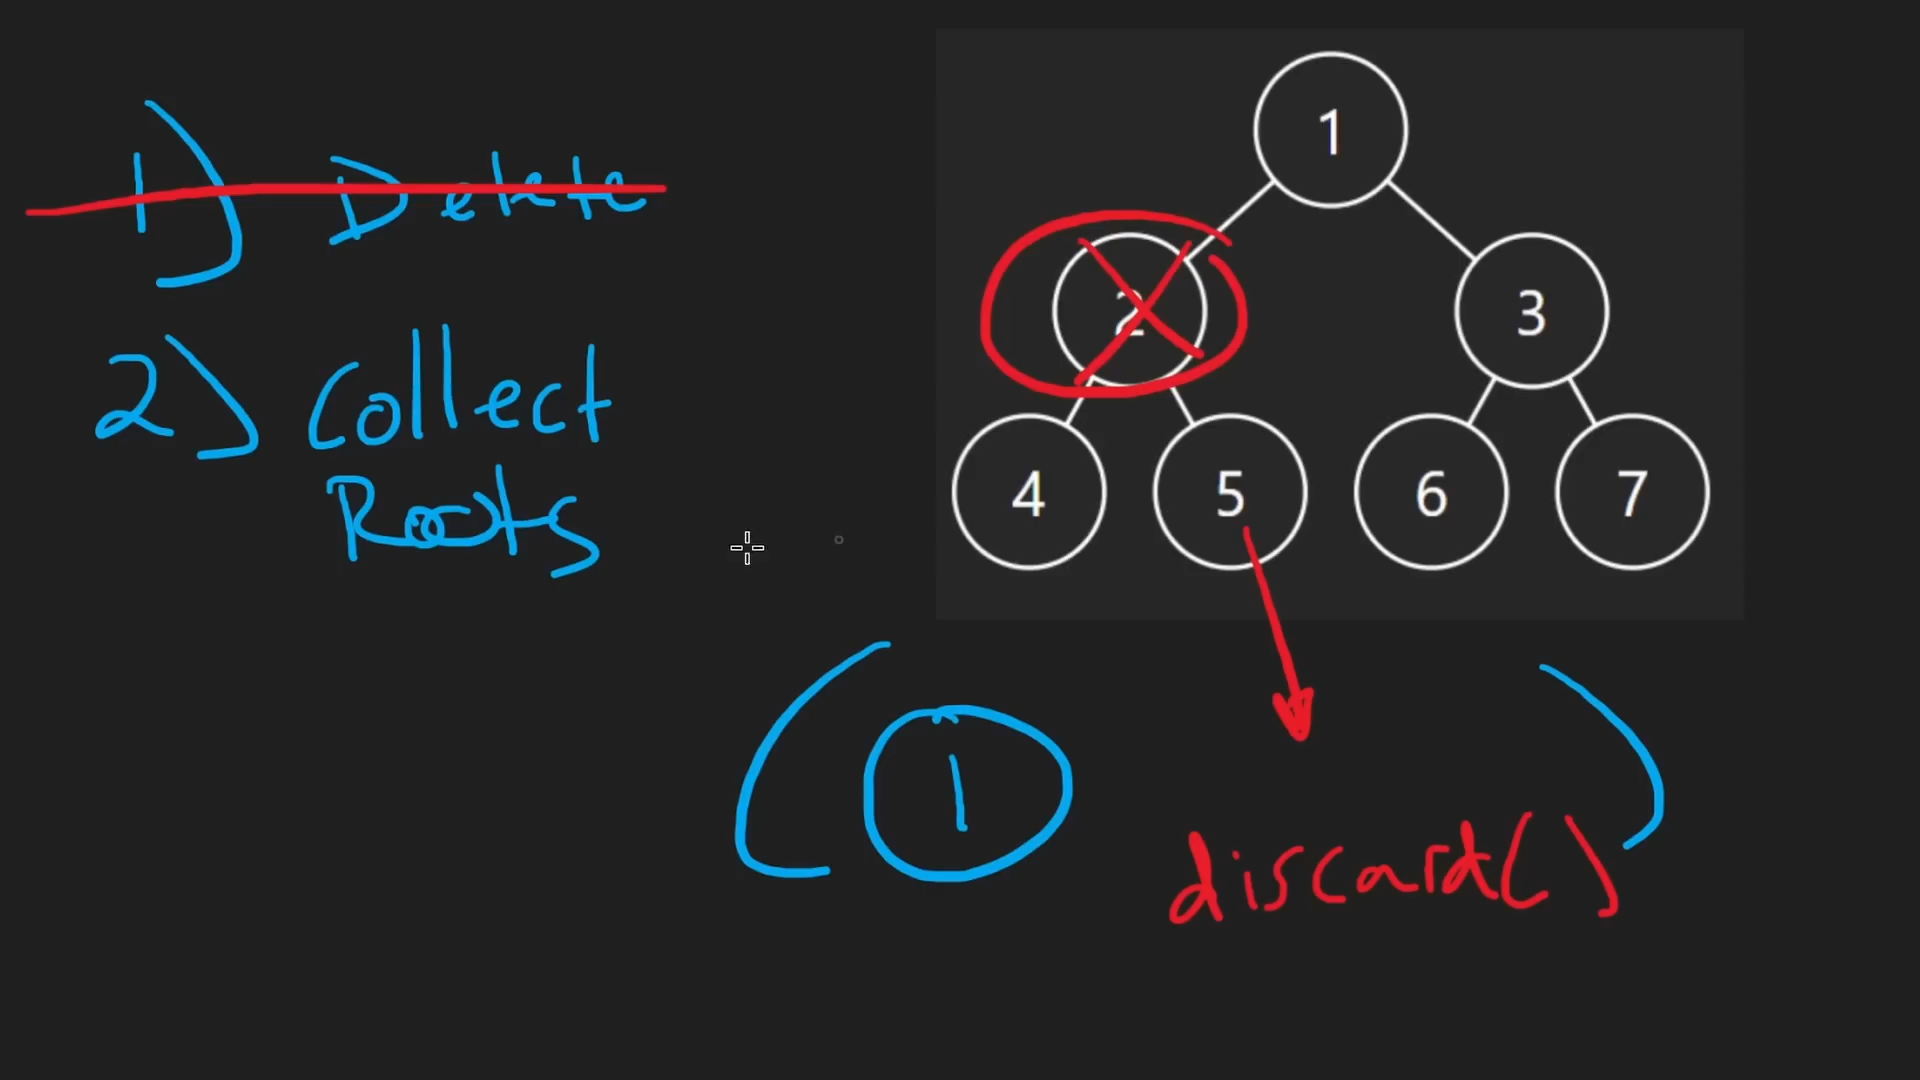 1) Delete
2) Collect
Roots
1
2 3
4 5 6 7
1
discard()